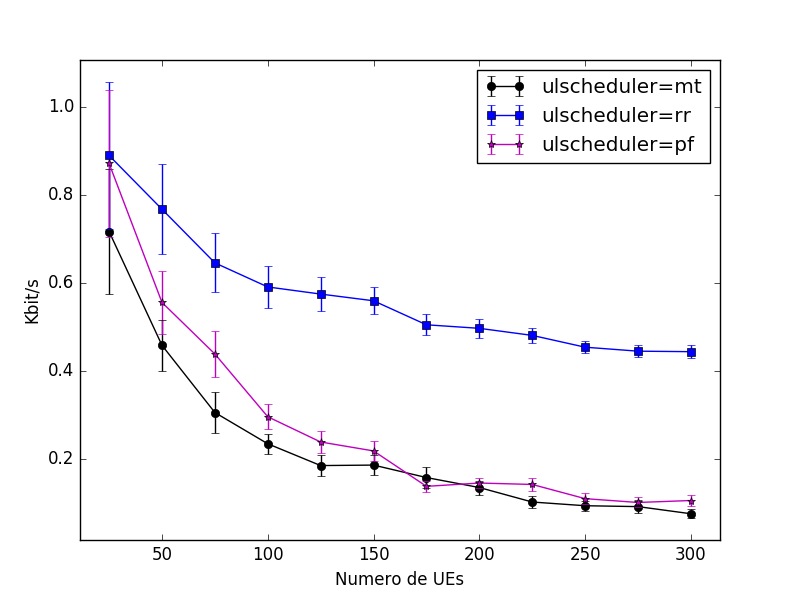 ulscheduler=mt
ulscheduler=rr
ulscheduler=pf
1.0
0.8
0.6
0.4
0.2
Kbit/s
50 100 150 200 250 300
Numero de UEs